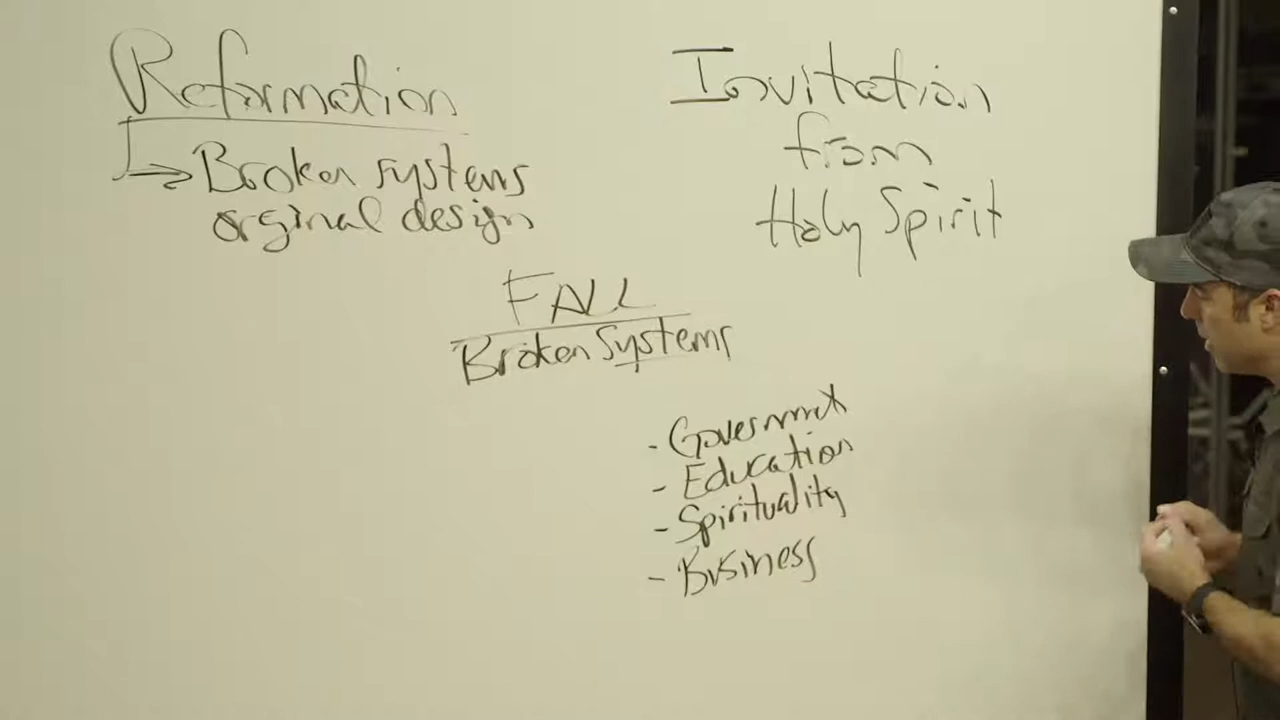 Reformation
→ Broken systems
orginal design
Invitation
from
Holy Spirit
FALL
Broken Systems
- Government
- Education
- Spirituality
- Business